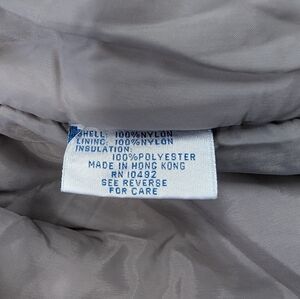 SHELL: 100%NYLON
LINING: 100%NYLON
INSULATION:
100%POLYESTER
MADE IN HONG KONG
RN 10492
SEE REVERSE
FOR CARE